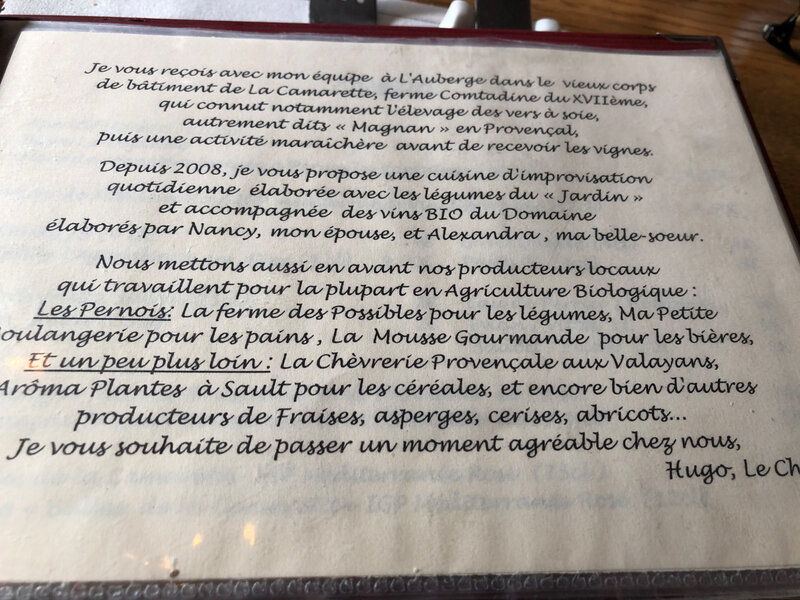 Je vous reçois avec mon équipe à L'Auberge dans le vieux corps
de bâtiment de La Camarette, ferme Comtadine du XVIIème,
qui connut notamment l'élevage des vers à soie,
autrement dits « Magnan » en Provençal,
puis une activité maraîchère avant de recevoir les vignes.
Depuis 2008, je vous propose une cuisine d'improvisation
quotidienne élaborée avec les légumes du « Jardin »
et accompagnée des vins BIO du Domaine
élaborés par Nancy, mon épouse, et Alexandra , ma belle-soeur.
Nous mettons aussi en avant nos producteurs locaux
qui travaillent pour la plupart en Agriculture Biologique :
Les Pernois: La ferme des Possibles pour les légumes, Ma Petite
oulangerie pour les pains , La Mousse Gourmande pour les bières,
Et un peu plus loin : La Chèvrerie Provençale aux Valayans,
Arôma Plantes à Sault pour les céréales, et encore bien d'autres
producteurs de Fraises, asperges, cerises, abricots...
Je vous souhaite de passer un moment agréable chez nous,
Hugo, Le Ch